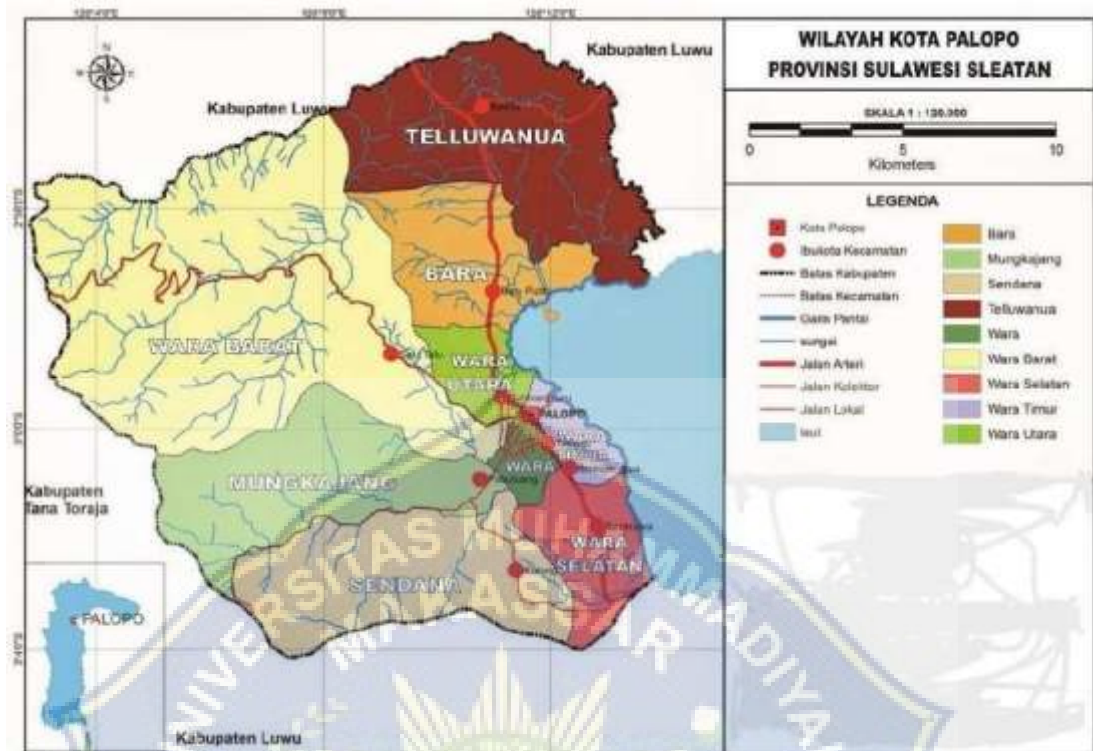 Kabupaten Luwu
Kabupaten Luwu
TELLUWANUA
BARA
WARA BARAT
WARA
UTARA
PALOPO
WARA
MUNGKAJANG
WARA
SELATAN
SENDANA
Kabupaten
Tana Toraja
PALOPO
Kabupaten Luwu
WILAYAH KOTA PALOPO
PROVINSI SULAWESI SLEATAN
0 5 10
Kilometers
LEGENDA
Kota Palopo
Ibukota Kecamatan
Batas Kabupaten
Batas Kecamatan
Garis Pantai
sungai
Jalan Arteri
Jalan Kolektor
Jalan Lokal
laut
Bara
Mungkajang
Sendana
Telluwanua
Wara
Wara Barat
Wara Selatan
Wara Timur
Wara Utara
UNIVERSITAS MUHAMMADIYA
MAKASSAR